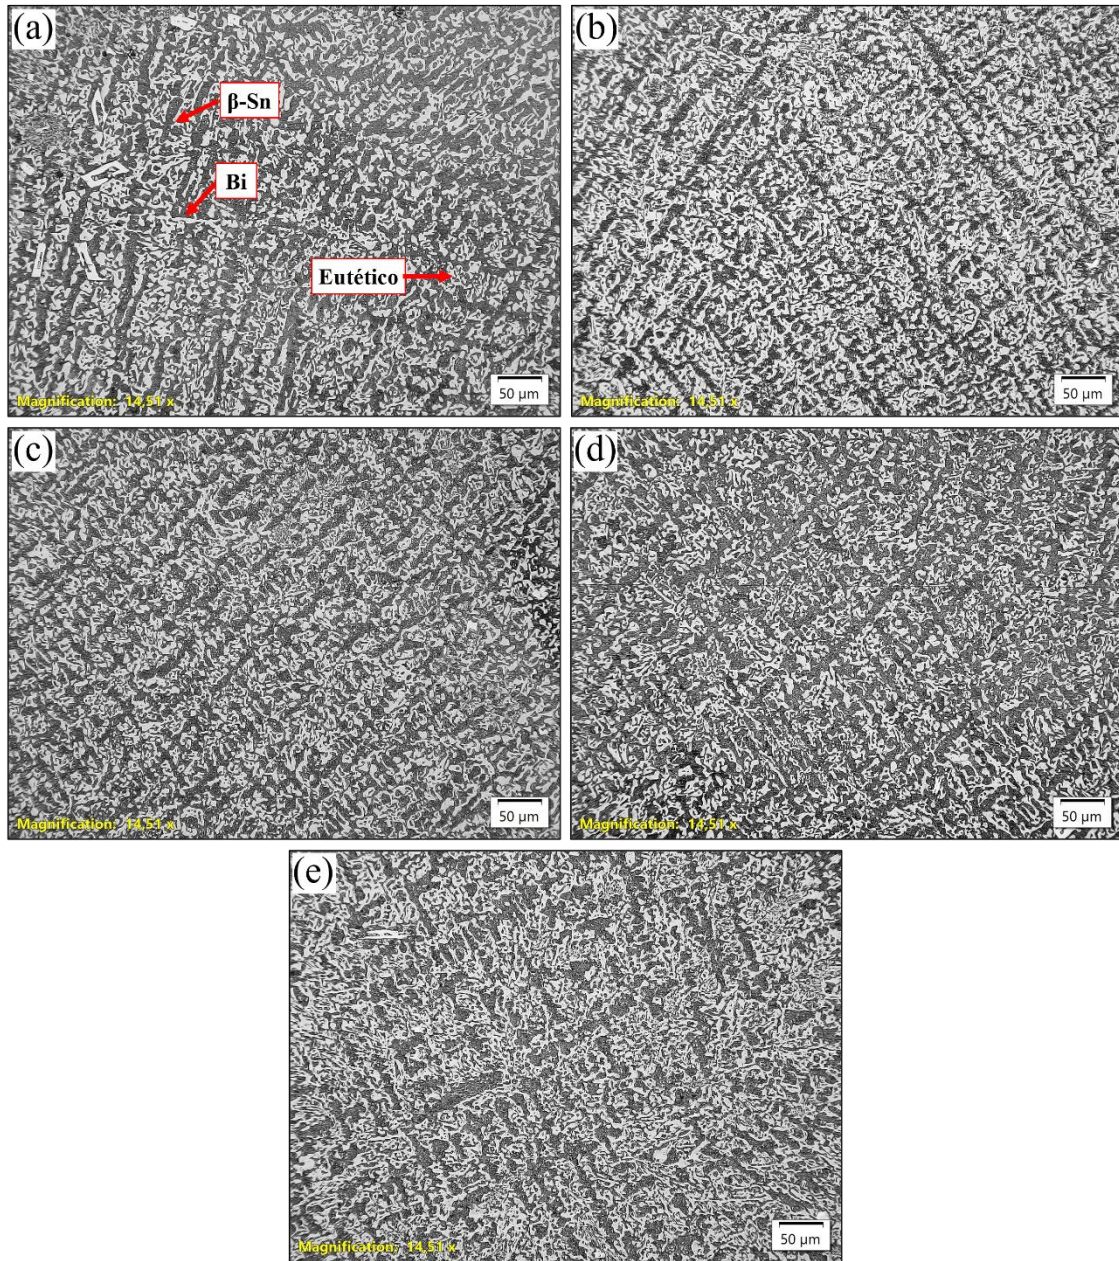 (a)
β-Sn
Bi
Eutético
50 µm
Magnification: 14,51 x
(b)
50 µm
Magnification: 14,51 x
(c)
50 µm
Magnification: 14,51 x
(d)
50 µm
Magnification: 14,51 x
(e)
50 µm
Magnification: 14,51 x